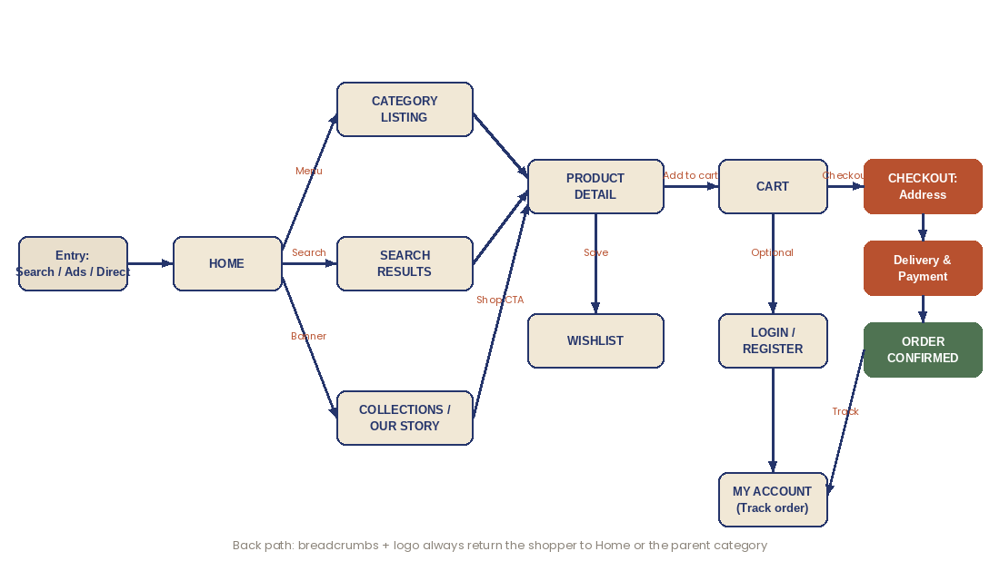 CATEGORY
LISTING
Menu
PRODUCT
DETAIL
Add to cart
CART
Checkou
CHECKOUT:
Address
Entry:
Search / Ads / Direct
HOME
Search
SEARCH
RESULTS
Save
Optional
Delivery &
Payment
Shop CTA
Banner
WISHLIST
LOGIN /
REGISTER
ORDER
CONFIRMED
COLLECTIONS /
OUR STORY
Track
MY ACCOUNT
(Track order)
Back path: breadcrumbs + logo always return the shopper to Home or the parent category